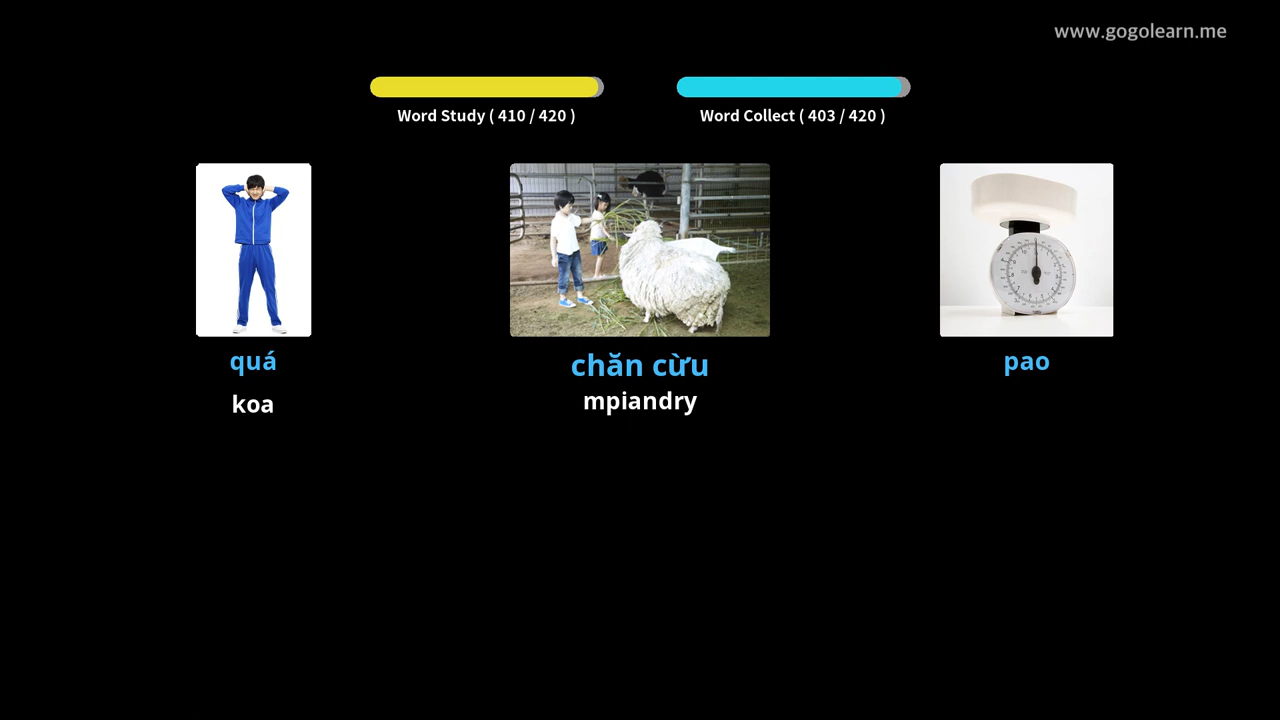 www.gogolearn.me
Word Study ( 410 / 420 )
Word Collect ( 403 / 420 )
quá
koa
chăn cừu
mpiandry
pao